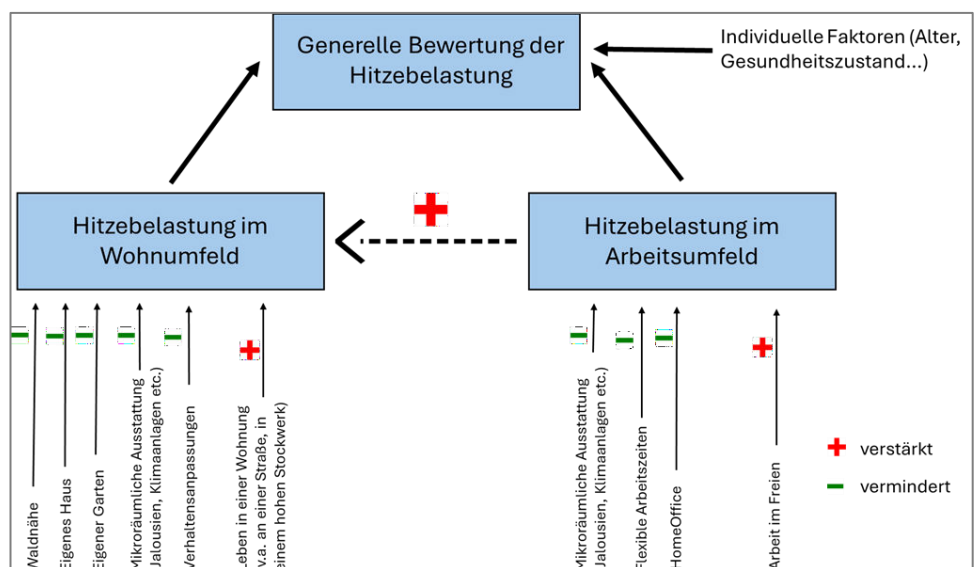 Generelle Bewertung der
Hitzebelastung
Individuelle Faktoren (Alter,
Gesundheitszustand...)
Hitzebelastung im
Wohnumfeld
Hitzebelastung im
Arbeitsumfeld
Waldnähe
Eigenes Haus
Eigener Garten
Mikroräumliche Ausstattung
Jalousien, Klimaanlagen etc.)
Verhaltensanpassungen
Leben in einer Wohnung
v.a. an einer Straße, in
einem hohen Stockwerk)
Mikroräumliche Ausstattung
Jalousien, Klimaanlagen etc.)
Flexible Arbeitszeiten
HomeOffice
Arbeit im Freien
verstärkt
vermindert